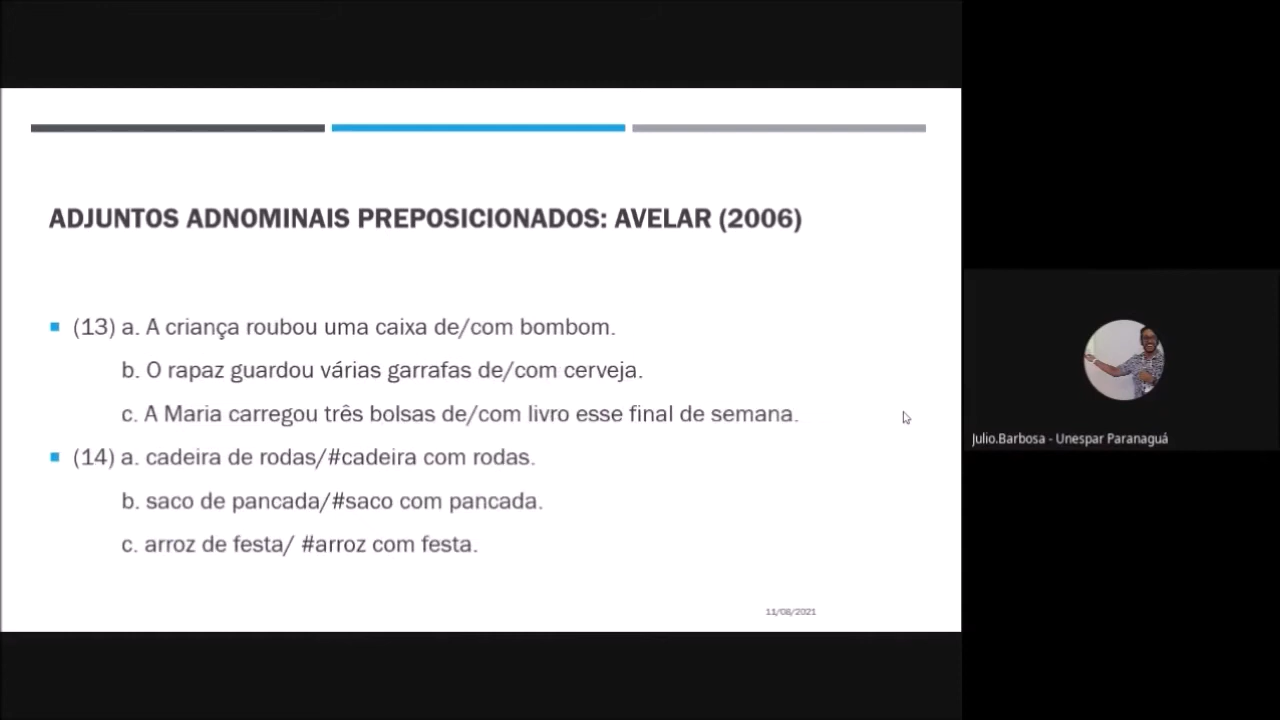 ADJUNTOS ADNOMINAIS PREPOSICIONADOS: AVELAR (2006)
(13) a. A criança roubou uma caixa de/com bombom.
b. O rapaz guardou várias garrafas de/com cerveja.
c. A Maria carregou três bolsas de/com livro esse final de semana.
(14) a. cadeira de rodas/#cadeira com rodas.
b. saco de pancada/#saco com pancada.
c. arroz de festa/ #arroz com festa.
11/08/2021
Julio.Barbosa - Unespar Paranaguá